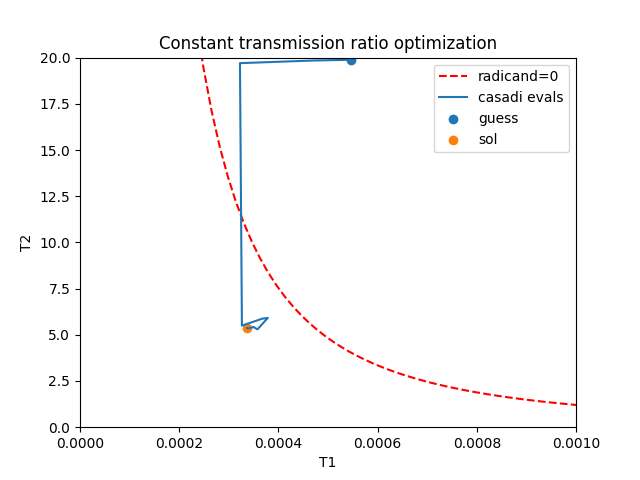 Constant transmission ratio optimization
radicand=0
casadi evals
guess
sol
T2
20.0
17.5
15.0
12.5
10.0
7.5
5.0
2.5
0.0
0.0000 0.0002 0.0004 0.0006 0.0008 0.0010
T1